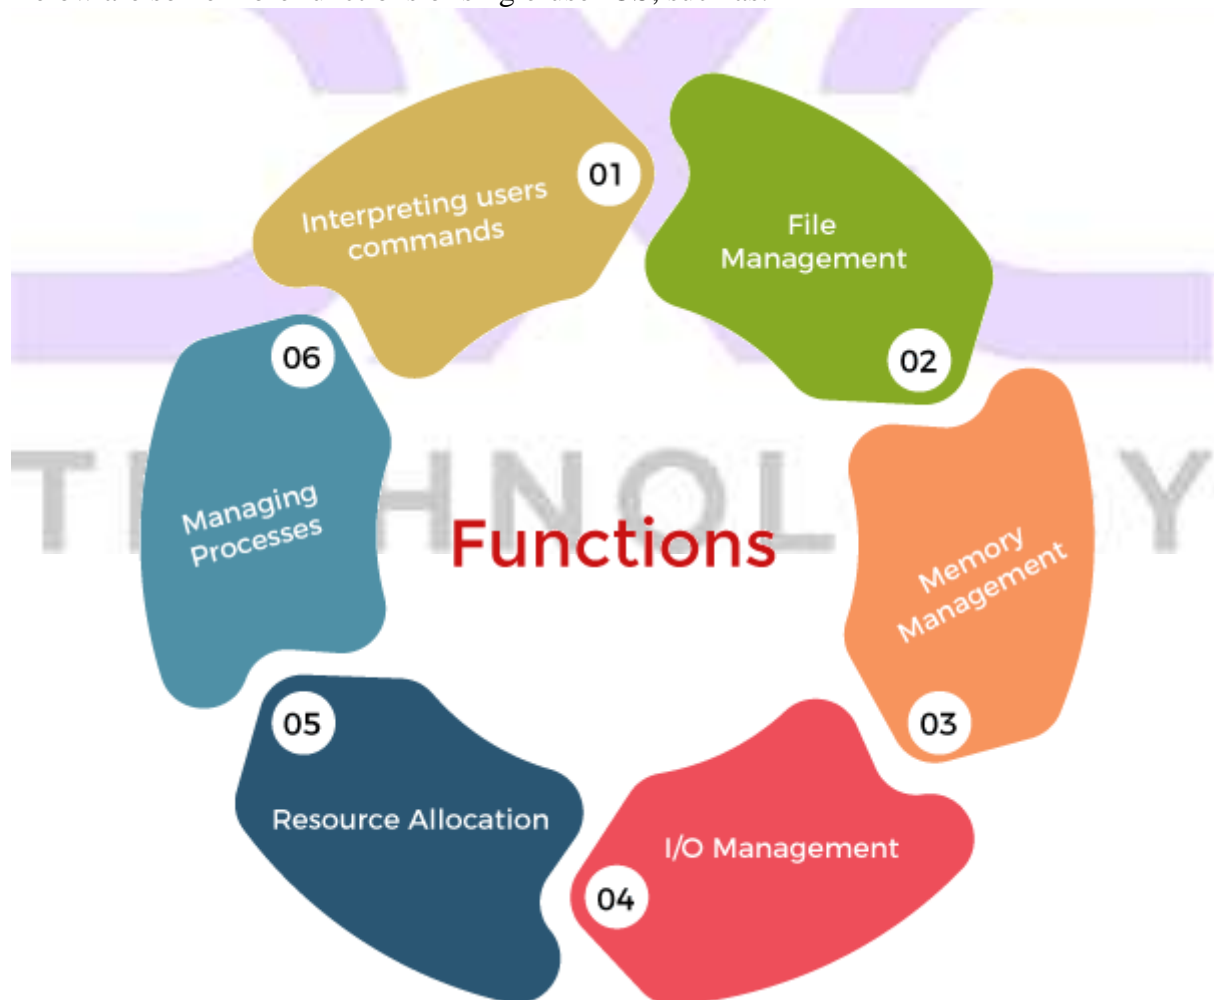 01
Interpreting users
commands
File
Management
02
06
Managing
Processes
Functions
Memory
Management
03
05
Resource Allocation
I/O Management
04